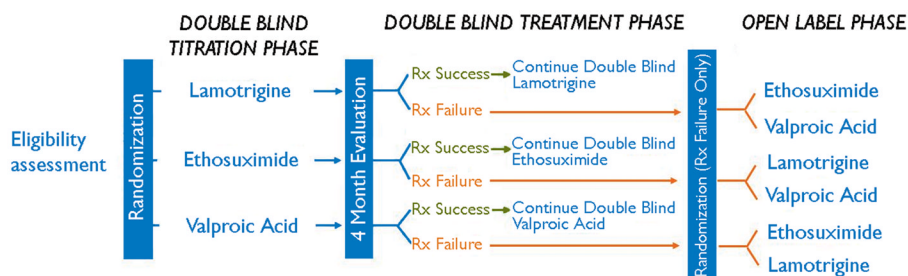 DOUBLE BLIND
TITRATION PHASE
DOUBLE BLIND TREATMENT PHASE
OPEN LABEL PHASE
Eligibility
assessment
Randomization
Lamotrigine
Ethosuximide
Valproic Acid
4 Month Evaluation
Rx Success
Continue Double Blind
Lamotrigine
Rx Failure
Rx Success
Continue Double Blind
Ethosuximide
Rx Failure
Rx Success
Continue Double Blind
Valproic Acid
Rx Failure
Randomization (Rx Failure Only)
Ethosuximide
Valproic Acid
Lamotrigine
Valproic Acid
Ethosuximide
Lamotrigine